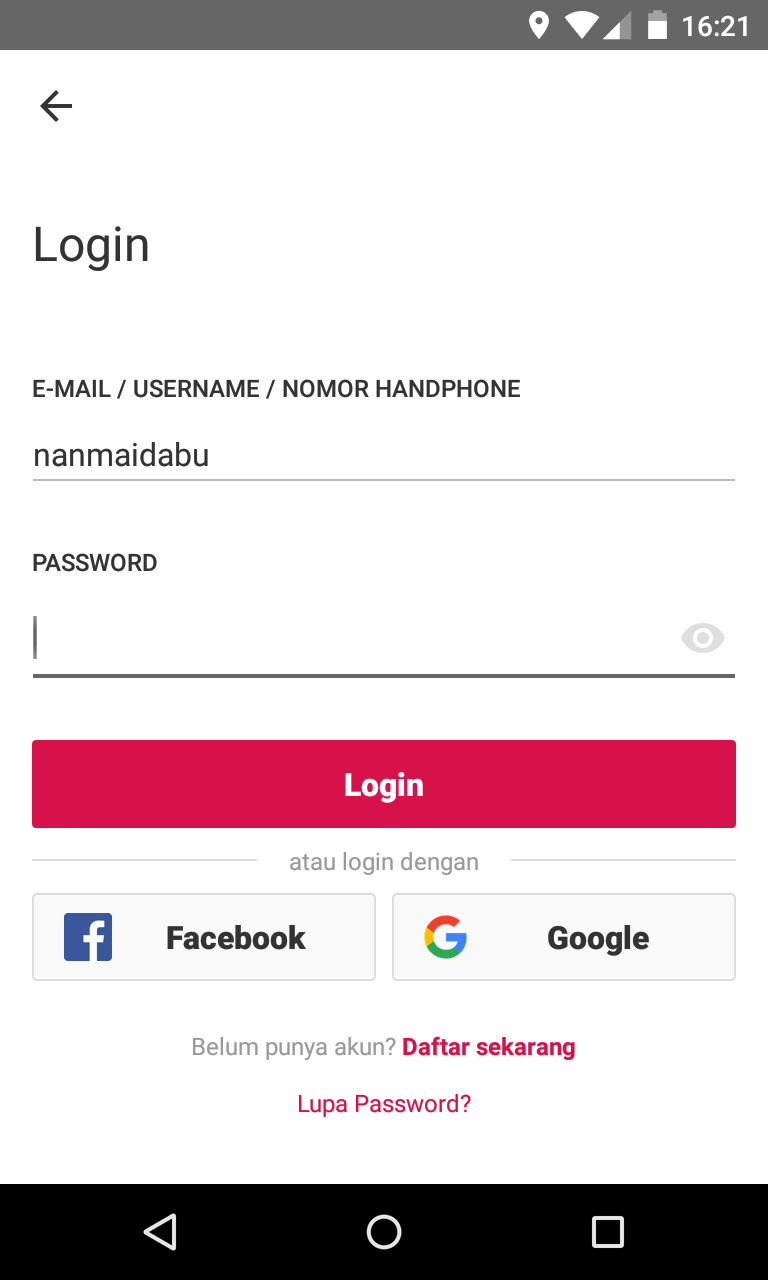 16:21
Login
E-MAIL / USERNAME / NOMOR HANDPHONE
nanmaidabu
PASSWORD
Login
atau login dengan
Facebook
Google
Belum punya akun? Daftar sekarang
Lupa Password?